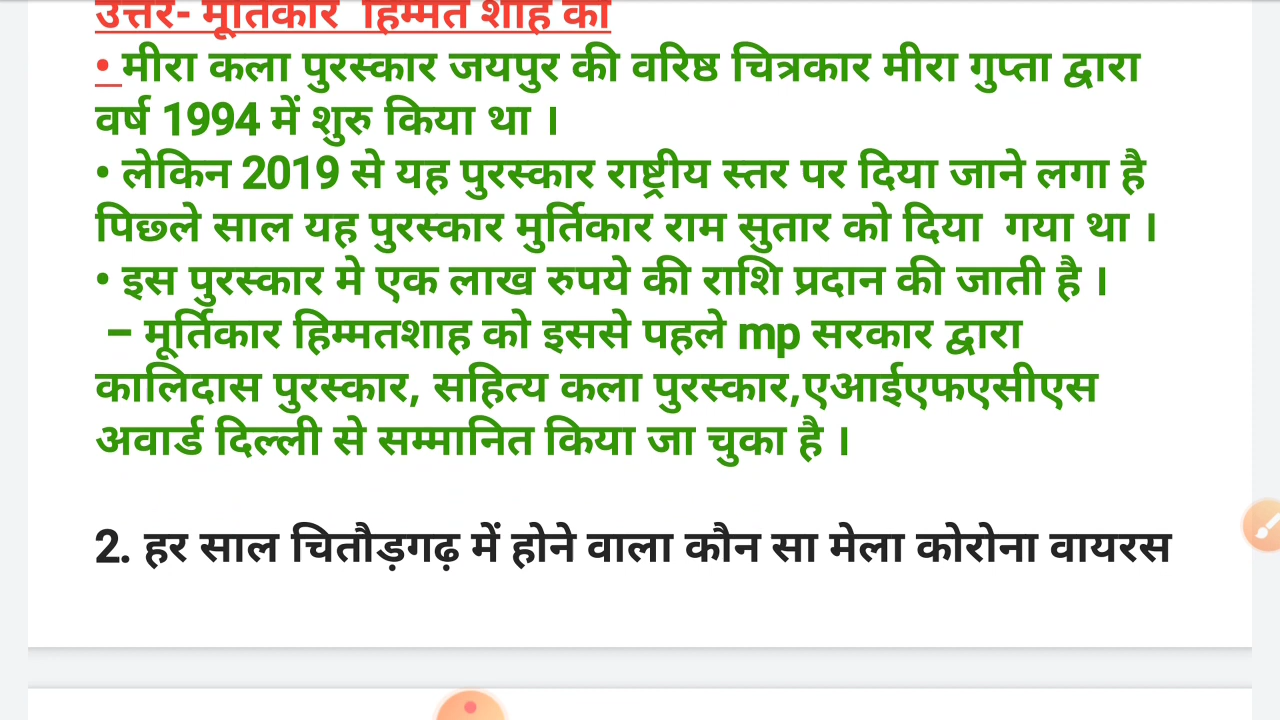 उत्तर- मूर्तिकार हिम्मत शाह को
• मीरा कला पुरस्कार जयपुर की वरिष्ठ चित्रकार मीरा गुप्ता द्वारा
वर्ष 1994 में शुरु किया था ।
• लेकिन 2019 से यह पुरस्कार राष्ट्रीय स्तर पर दिया जाने लगा है
पिछले साल यह पुरस्कार मुर्तिकार राम सुतार को दिया गया था ।
• इस पुरस्कार मे एक लाख रुपये की राशि प्रदान की जाती है ।
– मूर्तिकार हिम्मतशाह को इससे पहले mp सरकार द्वारा
कालिदास पुरस्कार, सहित्य कला पुरस्कार,एआईएफएसीएस
अवार्ड दिल्ली से सम्मानित किया जा चुका है ।
2. हर साल चितौड़गढ़ में होने वाला कौन सा मेला कोरोना वायरस